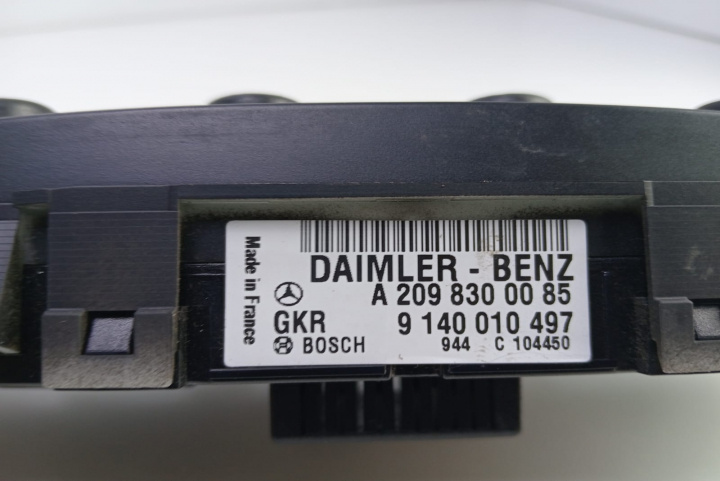 Made in France
DAIMLER - BENZ
A 209 830 00 85
GKR 9 140 010 497
BOSCH 944 C 104450